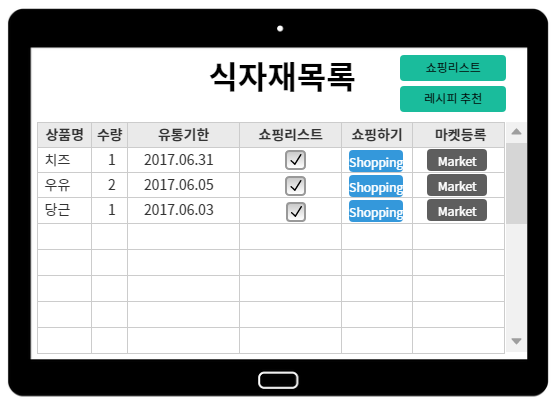 식자재목록
쇼핑리스트
레시피 추천
상품명 수량 유통기한 쇼핑리스트 쇼핑하기 마켓등록
치즈 1 2017.06.31 Shopping Market
우유 2 2017.06.05 Shopping Market
당근 1 2017.06.03 Shopping Market